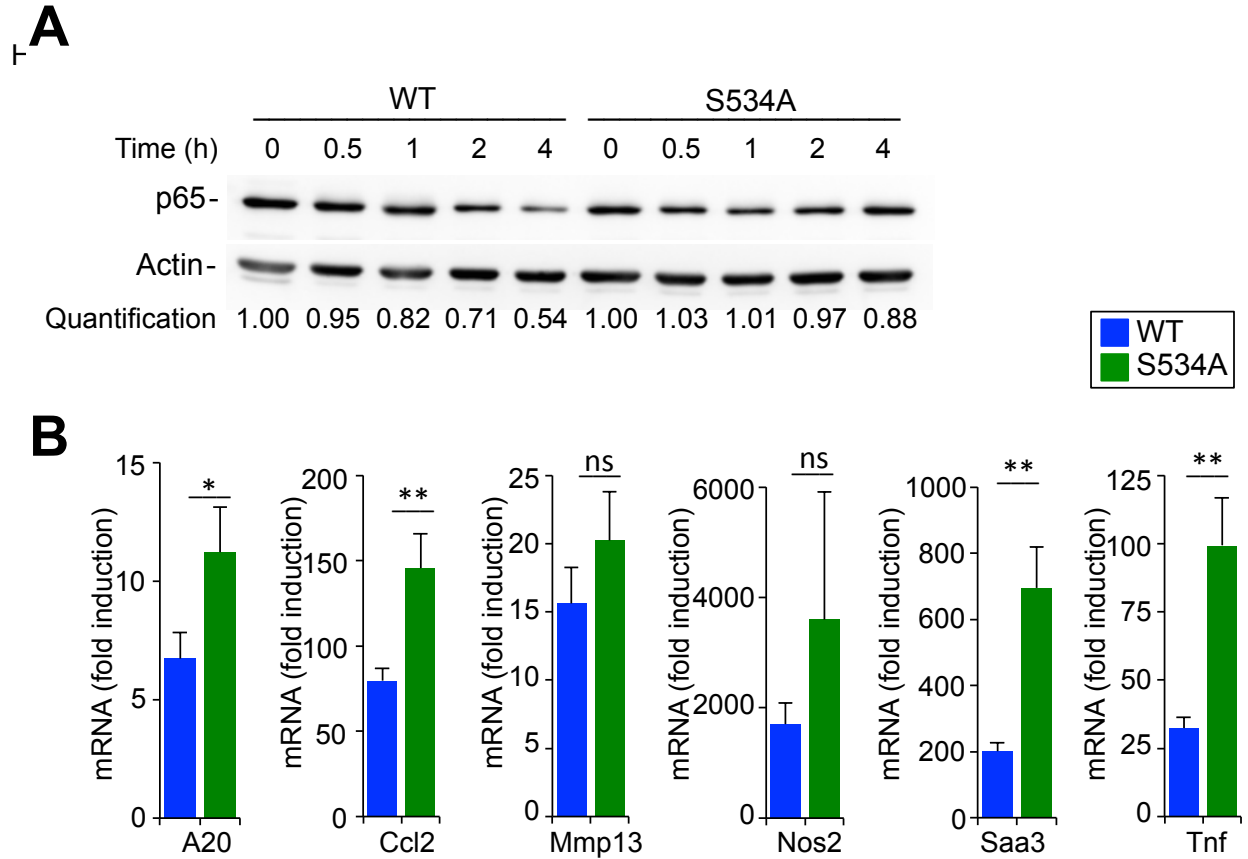 A
WT S534A
Time (h) 0 0.5 1 2 4 0 0.5 1 2 4
p65-
Actin-
Quantification 1.00 0.95 0.82 0.71 0.54 1.00 1.03 1.01 0.97 0.88
WT
S534A
B
mRNA (fold induction)
15
10
5
0
*
A20
mRNA (fold induction)
200
150
100
50
0
**
Ccl2
mRNA (fold induction)
25
20
15
10
5
0
ns
Mmp13
mRNA (fold induction)
6000
4000
2000
0
ns
Nos2
mRNA (fold induction)
1000
800
600
400
200
0
**
Saa3
mRNA (fold induction)
125
100
75
50
25
0
**
Tnf